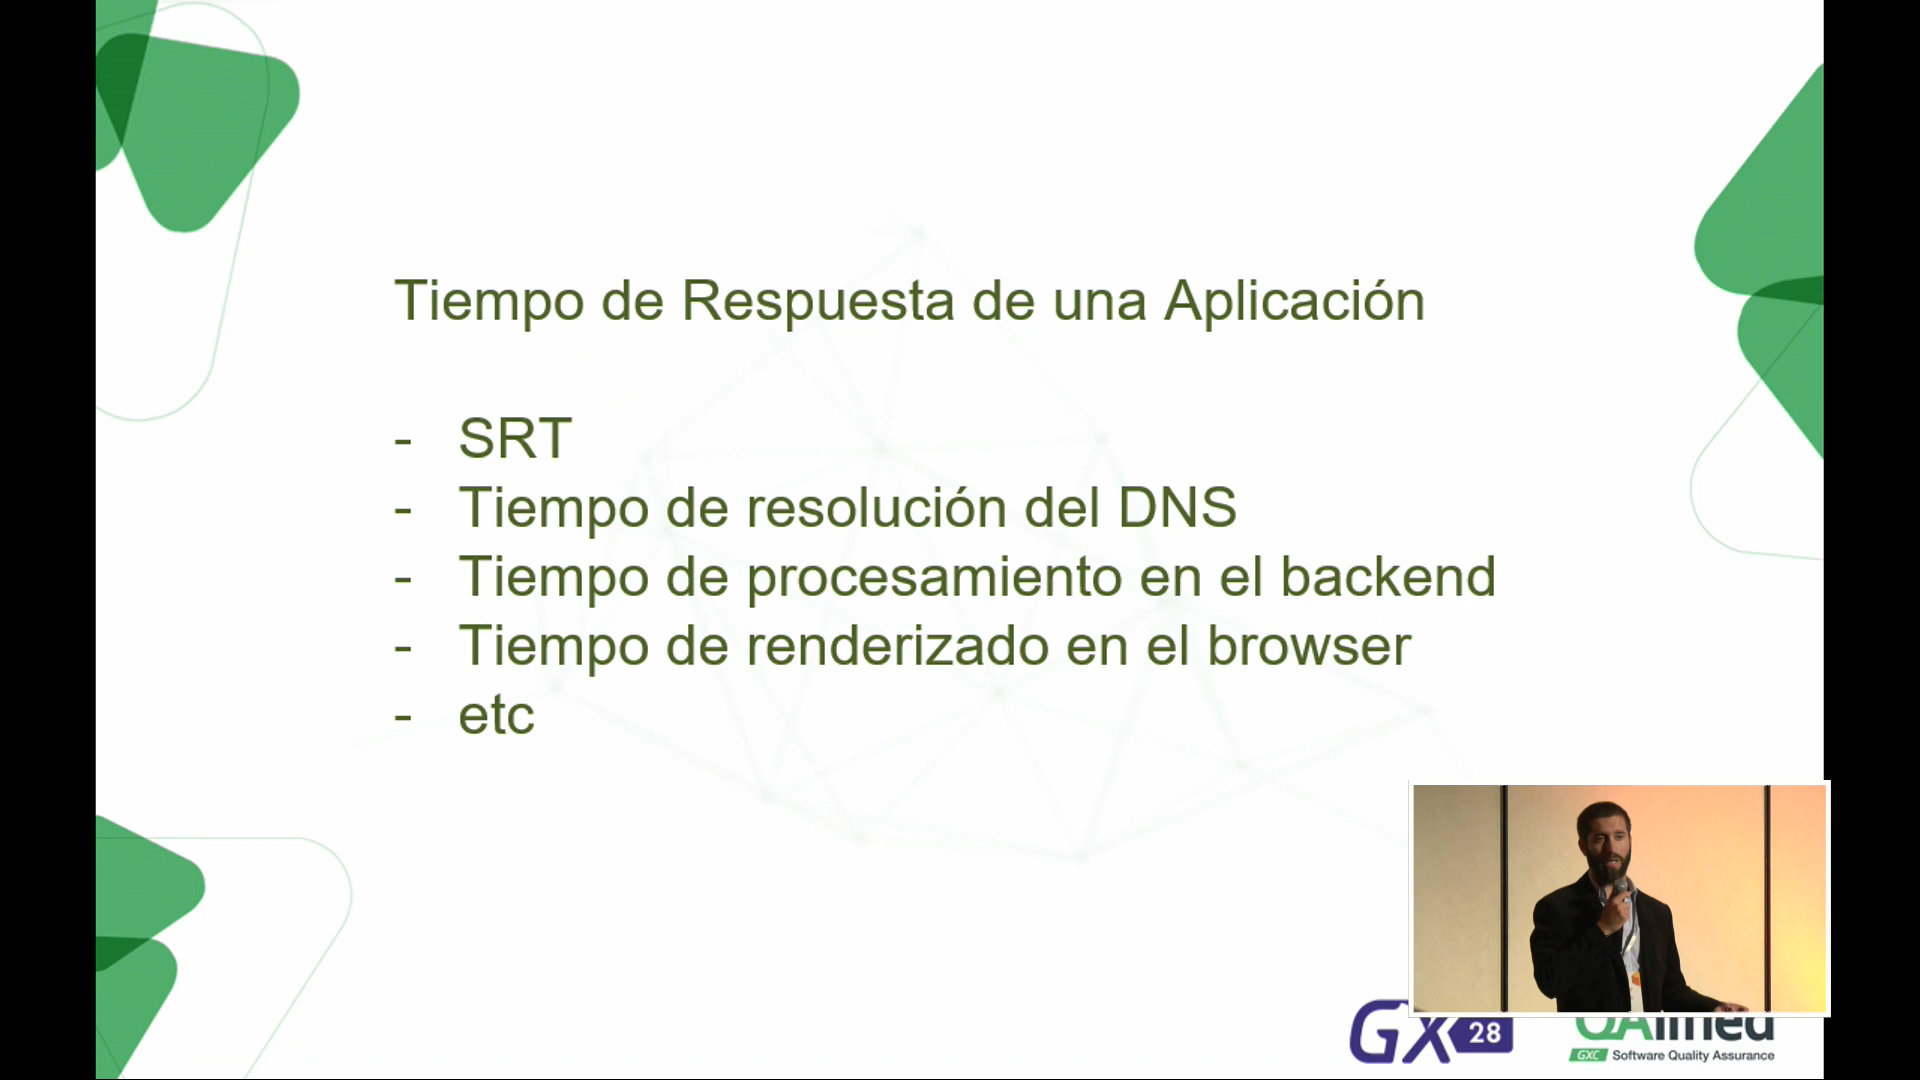 Tiempo de Respuesta de una Aplicación
- SRT
- Tiempo de resolución del DNS
- Tiempo de procesamiento en el backend
- Tiempo de renderizado en el browser
- etc
GX 28
GXC Software Quality Assurance